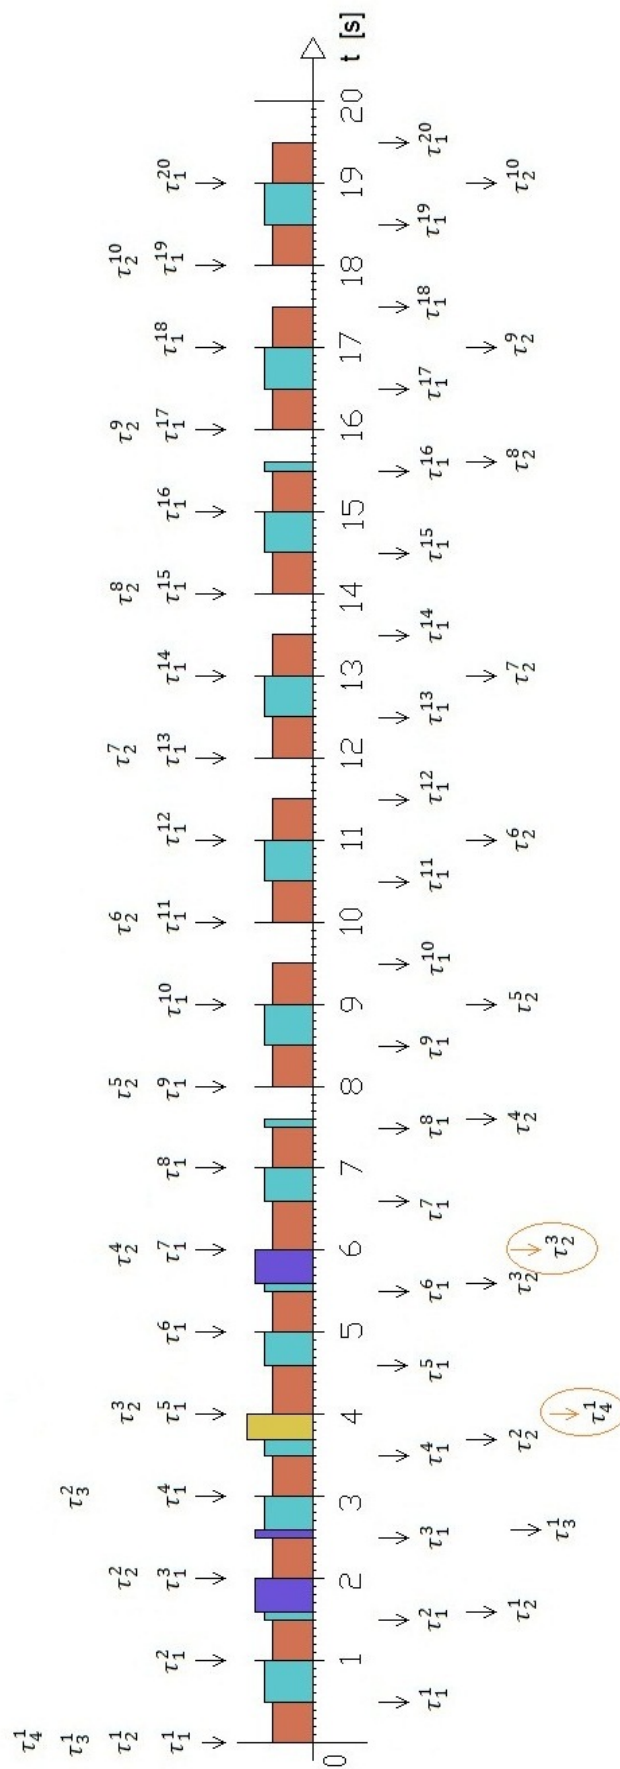 τ₄¹
τ₃¹ τ₃²
τ₂¹ τ₂² τ₂³ τ₂⁴ τ₂⁵ τ₂⁶ τ₂⁷ τ₂⁸ τ₂⁹ τ₂¹⁰
τ₁¹ τ₁² τ₁³ τ₁⁴ τ₁⁵ τ₁⁶ τ₁⁷ τ₁⁸ τ₁⁹ τ₁¹⁰ τ₁¹¹ τ₁¹² τ₁¹³ τ₁¹⁴ τ₁¹⁵ τ₁¹⁶ τ₁¹⁷ τ₁¹⁸ τ₁¹⁹ τ₁²⁰
0 1 2 3 4 5 6 7 8 9 10 11 12 13 14 15 16 17 18 19 20 t [s]
τ₁¹ τ₁² τ₁³ τ₁⁴ τ₁⁵ τ₁⁶ τ₁⁷ τ₁⁸ τ₁⁹ τ₁¹⁰ τ₁¹¹ τ₁¹² τ₁¹³ τ₁¹⁴ τ₁¹⁵ τ₁¹⁶ τ₁¹⁷ τ₁¹⁸ τ₁¹⁹ τ₁²⁰
τ₂¹ τ₂² τ₂³ τ₂⁴ τ₂⁵ τ₂⁶ τ₂⁷ τ₂⁸ τ₂⁹ τ₂¹⁰
τ₃¹ τ₂³
τ₄¹